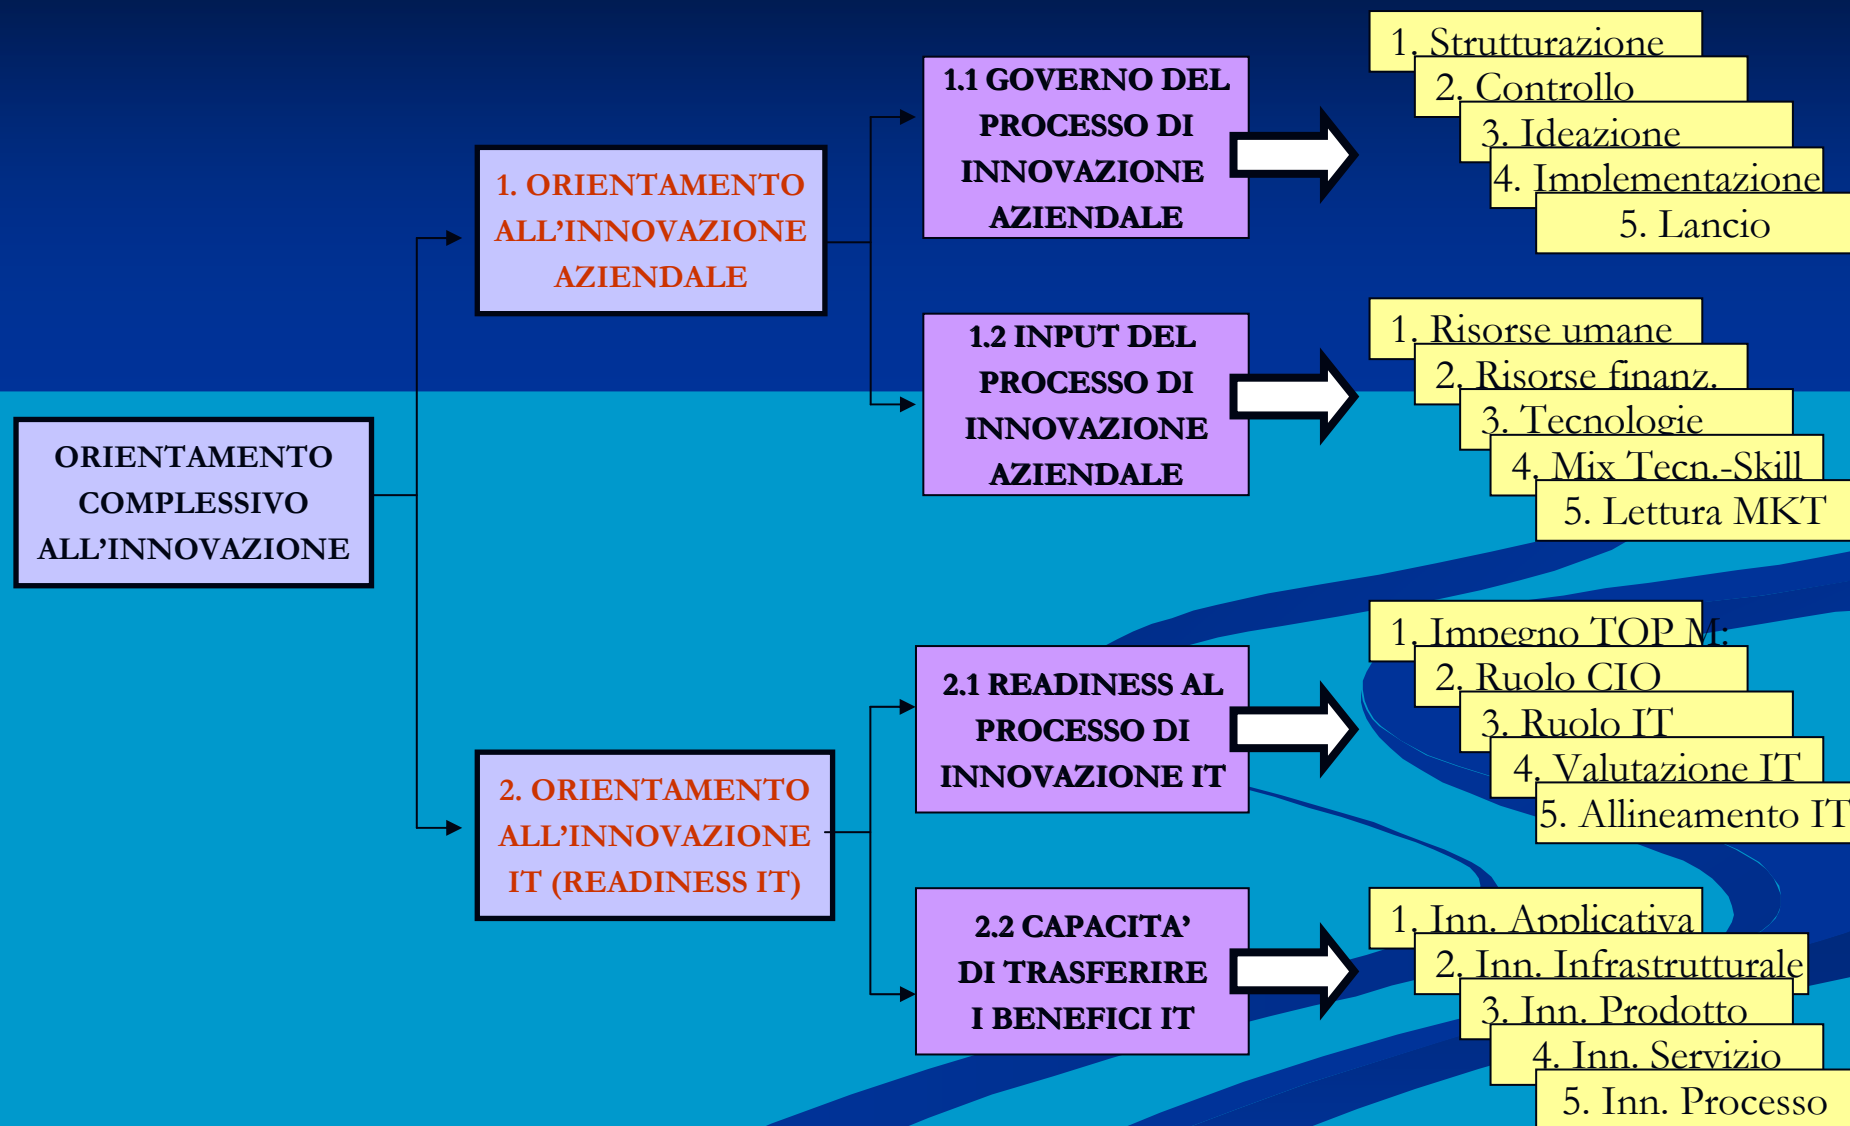 ORIENTAMENTO
COMPLESSIVO
ALL’INNOVAZIONE
1. ORIENTAMENTO
ALL’INNOVAZIONE
AZIENDALE
1.1 GOVERNO DEL
PROCESSO DI
INNOVAZIONE
AZIENDALE
1. Strutturazione
2. Controllo
3. Ideazione
4. Implementazione
5. Lancio
1.2 INPUT DEL
PROCESSO DI
INNOVAZIONE
AZIENDALE
1. Risorse umane
2. Risorse finanz.
3. Tecnologie
4. Mix Tecn.-Skill
5. Lettura MKT
2. ORIENTAMENTO
ALL’INNOVAZIONE
IT (READINESS IT)
2.1 READINESS AL
PROCESSO DI
INNOVAZIONE IT
1. Impegno TOP M:
2. Ruolo CIO
3. Ruolo IT
4. Valutazione IT
5. Allineamento IT
2.2 CAPACITA’
DI TRASFERIRE
I BENEFICI IT
1. Inn. Applicativa
2. Inn. Infrastrutturale
3. Inn. Prodotto
4. Inn. Servizio
5. Inn. Processo